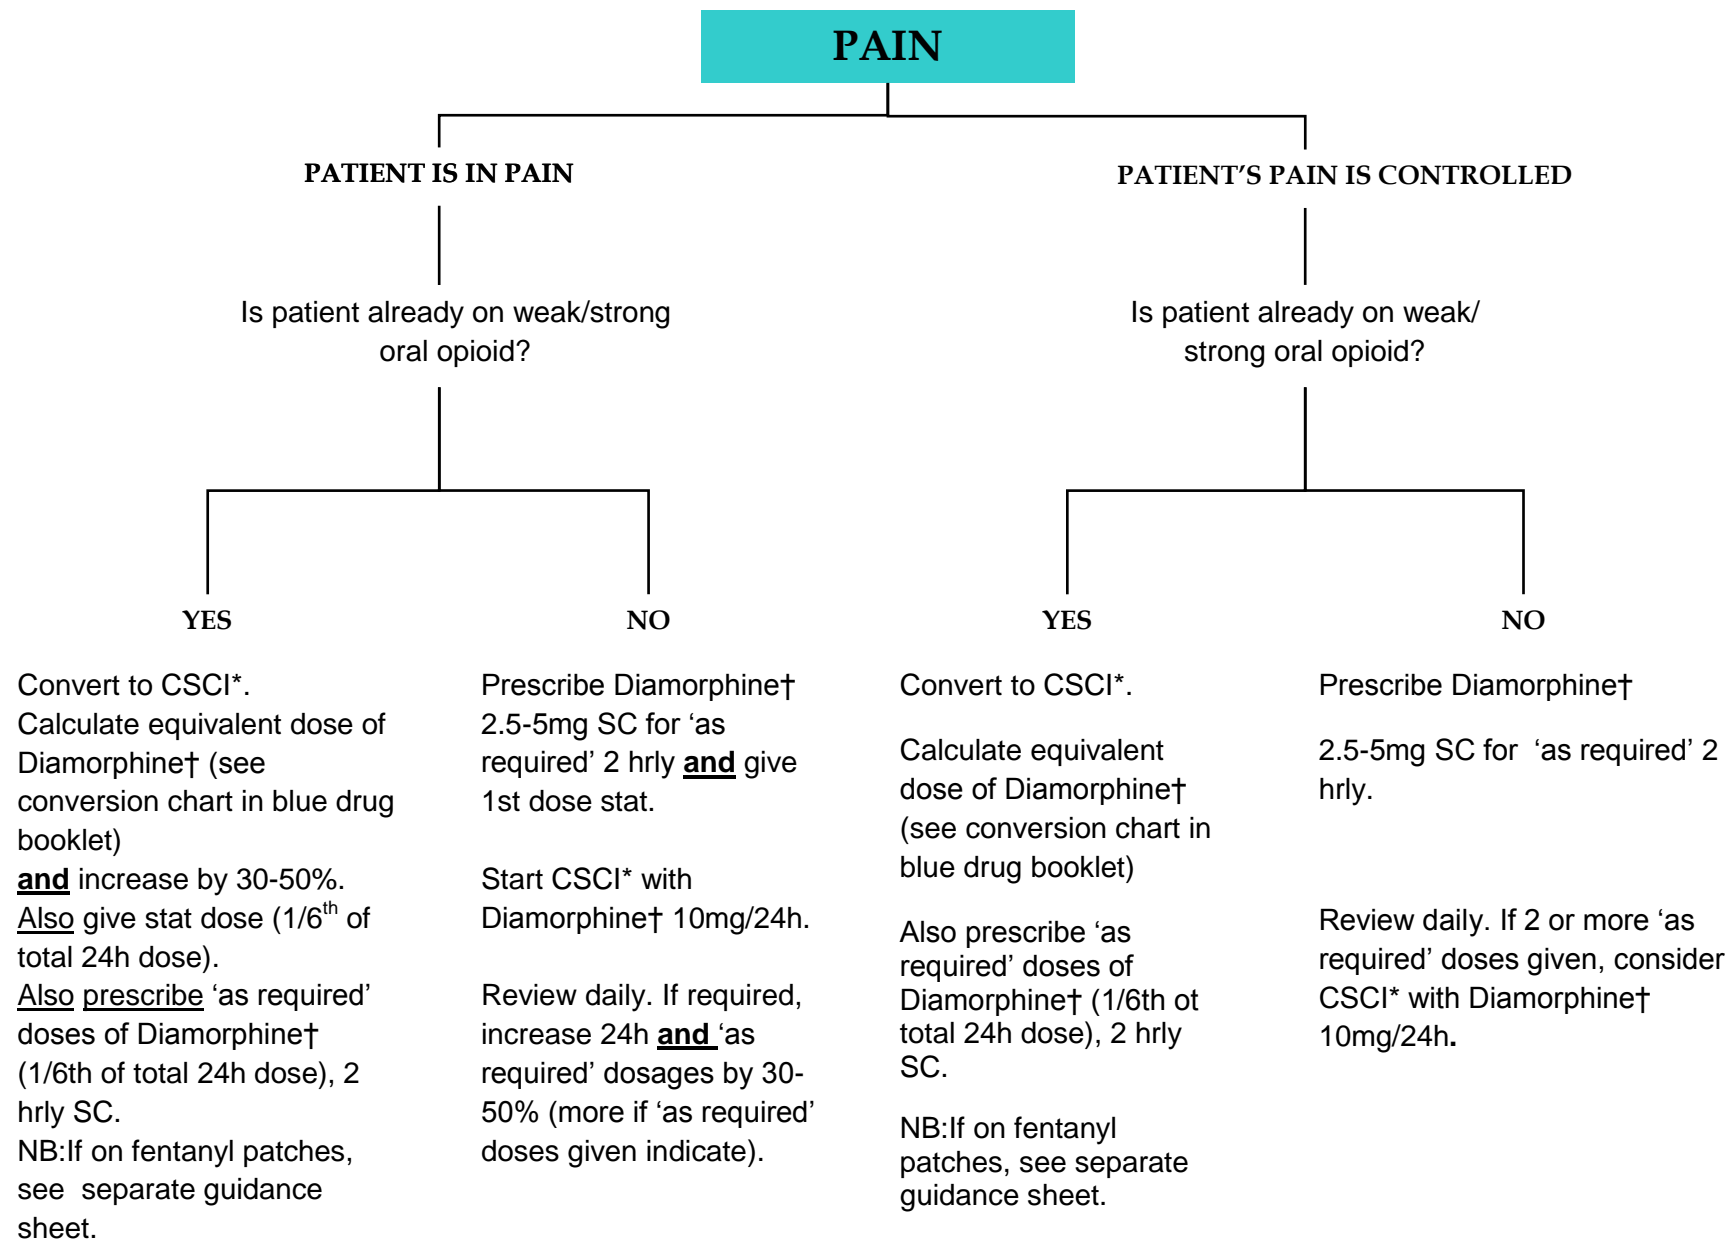 PAIN
PATIENT IS IN PAIN
Is patient already on weak/strong
oral opioid?
YES
Convert to CSCI*.
Calculate equivalent dose of
Diamorphine† (see
conversion chart in blue drug
booklet)
and increase by 30-50%.
Also give stat dose (1/6th of
total 24h dose).
Also prescribe ‘as required’
doses of Diamorphine†
(1/6th of total 24h dose), 2
hrly SC.
NB:If on fentanyl patches,
see separate guidance
sheet.
NO
Prescribe Diamorphine†
2.5-5mg SC for ‘as
required’ 2 hrly and give
1st dose stat.
Start CSCI* with
Diamorphine† 10mg/24h.
Review daily. If required,
increase 24h and ‘as
required’ dosages by 30-
50% (more if ‘as required’
doses given indicate).
PATIENT’S PAIN IS CONTROLLED
Is patient already on weak/
strong oral opioid?
YES
Convert to CSCI*.
Calculate equivalent
dose of Diamorphine†
(see conversion chart in
blue drug booklet)
Also prescribe ‘as
required’ doses of
Diamorphine† (1/6th ot
total 24h dose), 2 hrly
SC.
NB:If on fentanyl
patches, see separate
guidance sheet.
NO
Prescribe Diamorphine†
2.5-5mg SC for ‘as required’ 2
hrly.
Review daily. If 2 or more ‘as
required’ doses given, consider
CSCI* with Diamorphine†
10mg/24h.